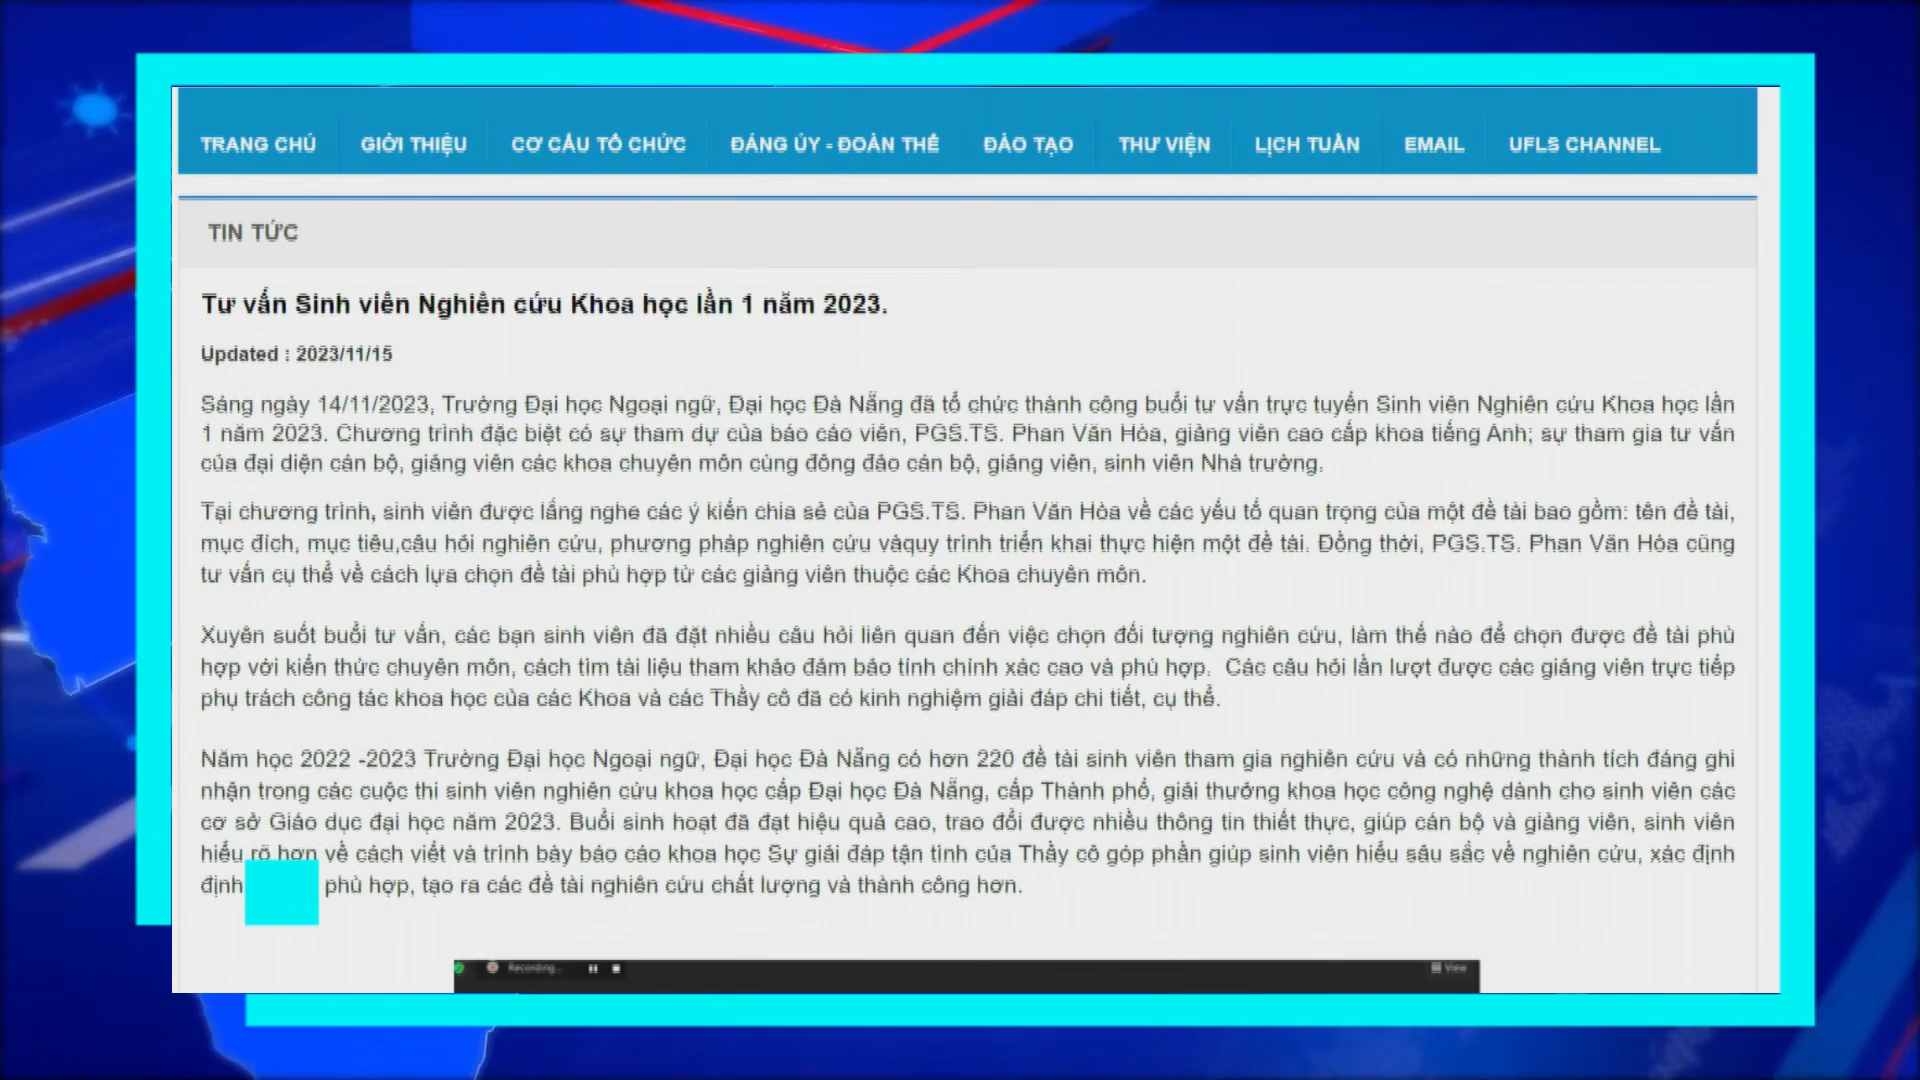 TRANG CHỦ GIỚI THIỆU CƠ CẤU TỔ CHỨC ĐẢNG ỦY - ĐOÀN THỂ ĐÀO TẠO THƯ VIỆN LỊCH TUẦN EMAIL UFLS CHANNEL
TIN TỨC
Tư vấn Sinh viên Nghiên cứu Khoa học lần 1 năm 2023.
Updated : 2023/11/15
Sáng ngày 14/11/2023, Trường Đại học Ngoại ngữ, Đại học Đà Nẵng đã tổ chức thành công buổi tư vấn trực tuyến Sinh viên Nghiên cứu Khoa học lần
1 năm 2023. Chương trình đặc biệt có sự tham dự của báo cáo viên, PGS.TS. Phan Văn Hòa, giảng viên cao cấp khoa tiếng Anh; sự tham gia tư vấn
của đại diện cán bộ, giảng viên các khoa chuyên môn cùng đông đảo cán bộ, giảng viên, sinh viên Nhà trường.
Tại chương trình, sinh viên được lắng nghe các ý kiến chia sẻ của PGS.TS. Phan Văn Hòa về các yếu tố quan trọng của một đề tài bao gồm: tên đề tài,
mục đích, mục tiêu,câu hỏi nghiên cứu, phương pháp nghiên cứu vàquy trình triển khai thực hiện một đề tài. Đồng thời, PGS.TS. Phan Văn Hòa cũng
tư vấn cụ thể về cách lựa chọn đề tài phù hợp từ các giảng viên thuộc các Khoa chuyên môn.
Xuyên suốt buổi tư vấn, các bạn sinh viên đã đặt nhiều câu hỏi liên quan đến việc chọn đối tượng nghiên cứu, làm thế nào để chọn được đề tài phù
hợp với kiến thức chuyên môn, cách tìm tài liệu tham khảo đảm bảo tính chính xác cao và phù hợp. Các câu hỏi lần lượt được các giảng viên trực tiếp
phụ trách công tác khoa học của các Khoa và các Thầy cô đã có kinh nghiệm giải đáp chi tiết, cụ thể.
Năm học 2022 -2023 Trường Đại học Ngoại ngữ, Đại học Đà Nẵng có hơn 220 đề tài sinh viên tham gia nghiên cứu và có những thành tích đáng ghi
nhận trong các cuộc thi sinh viên nghiên cứu khoa học cấp Đại học Đà Nẵng, cấp Thành phố, giải thưởng khoa học công nghệ dành cho sinh viên các
cơ sở Giáo dục đại học năm 2023. Buổi sinh hoạt đã đạt hiệu quả cao, trao đổi được nhiều thông tin thiết thực, giúp cán bộ và giảng viên, sinh viên
hiểu rõ hơn về cách viết và trình bày báo cáo khoa học Sự giải đáp tận tình của Thầy cô góp phần giúp sinh viên hiểu sâu sắc về nghiên cứu, xác định
định phù hợp, tạo ra các đề tài nghiên cứu chất lượng và thành công hơn.
Recording... View